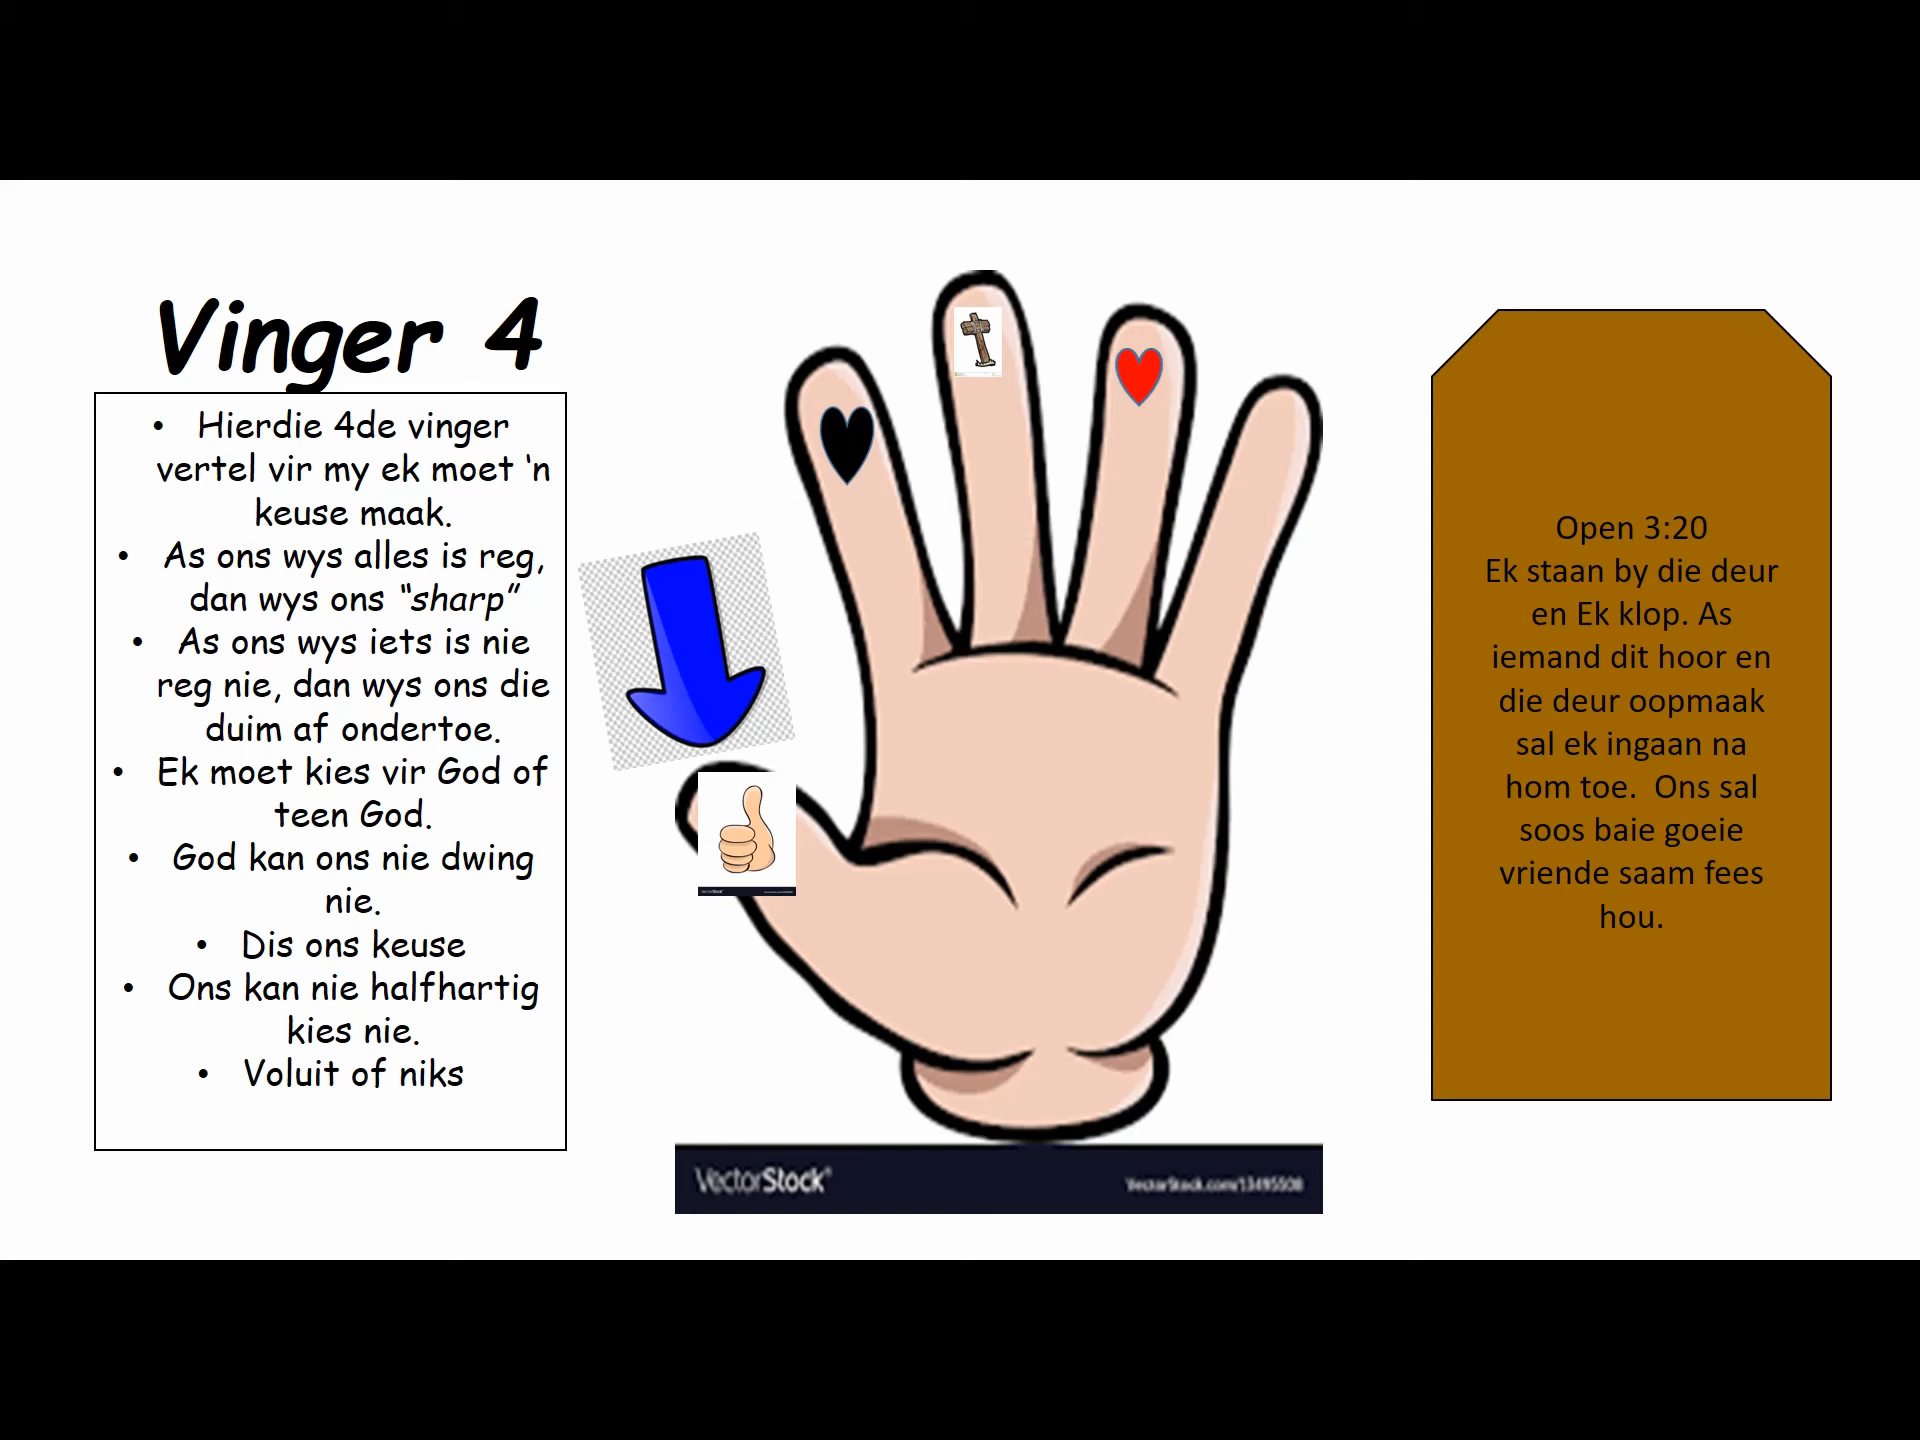 Vinger 4
• Hierdie 4de vinger
vertel vir my ek moet ‘n
keuse maak.
• As ons wys alles is reg,
dan wys ons “sharp”
• As ons wys iets is nie
reg nie, dan wys ons die
duim af ondertoe.
• Ek moet kies vir God of
teen God.
• God kan ons nie dwing
nie.
• Dis ons keuse
• Ons kan nie halfhartig
kies nie.
• Voluit of niks
VectorStock®
VectorStock.com/13495508
Open 3:20
Ek staan by die deur
en Ek klop. As
iemand dit hoor en
die deur oopmaak
sal ek ingaan na
hom toe.  Ons sal
soos baie goeie
vriende saam fees
hou.